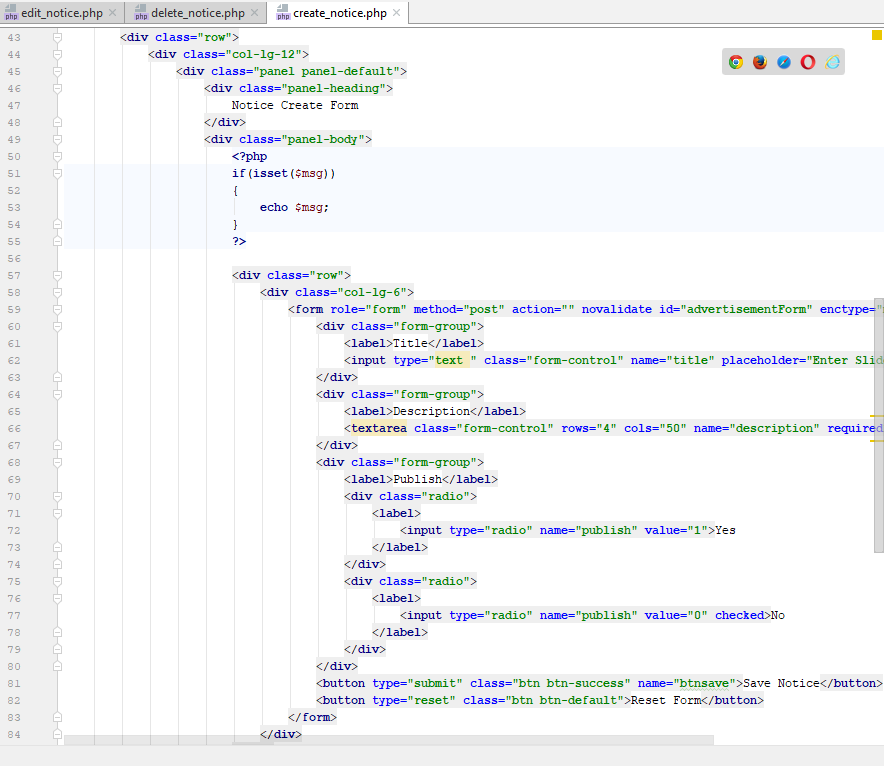 edit_notice.php delete_notice.php create_notice.php
43 <div class="row">
44 <div class="col-lg-12">
45 <div class="panel panel-default">
46 <div class="panel-heading">
47 Notice Create Form
48 </div>
49 <div class="panel-body">
50 <?php
51 if(isset($msg))
52 {
53 echo $msg;
54 }
55 ?>
56
57 <div class="row">
58 <div class="col-lg-6">
59 <form role="form" method="post" action="" novalidate id="advertisementForm" enctype="
60 <div class="form-group">
61 <label>Title</label>
62 <input type="text " class="form-control" name="title" placeholder="Enter Slid
63 </div>
64 <div class="form-group">
65 <label>Description</label>
66 <textarea class="form-control" rows="4" cols="50" name="description" required
67 </div>
68 <div class="form-group">
69 <label>Publish</label>
70 <div class="radio">
71 <label>
72 <input type="radio" name="publish" value="1">Yes
73 </label>
74 </div>
75 <div class="radio">
76 <label>
77 <input type="radio" name="publish" value="0" checked>No
78 </label>
79 </div>
80 </div>
81 <button type="submit" class="btn btn-success" name="btnsave">Save Notice</button>
82 <button type="reset" class="btn btn-default">Reset Form</button>
83 </form>
84 </div>